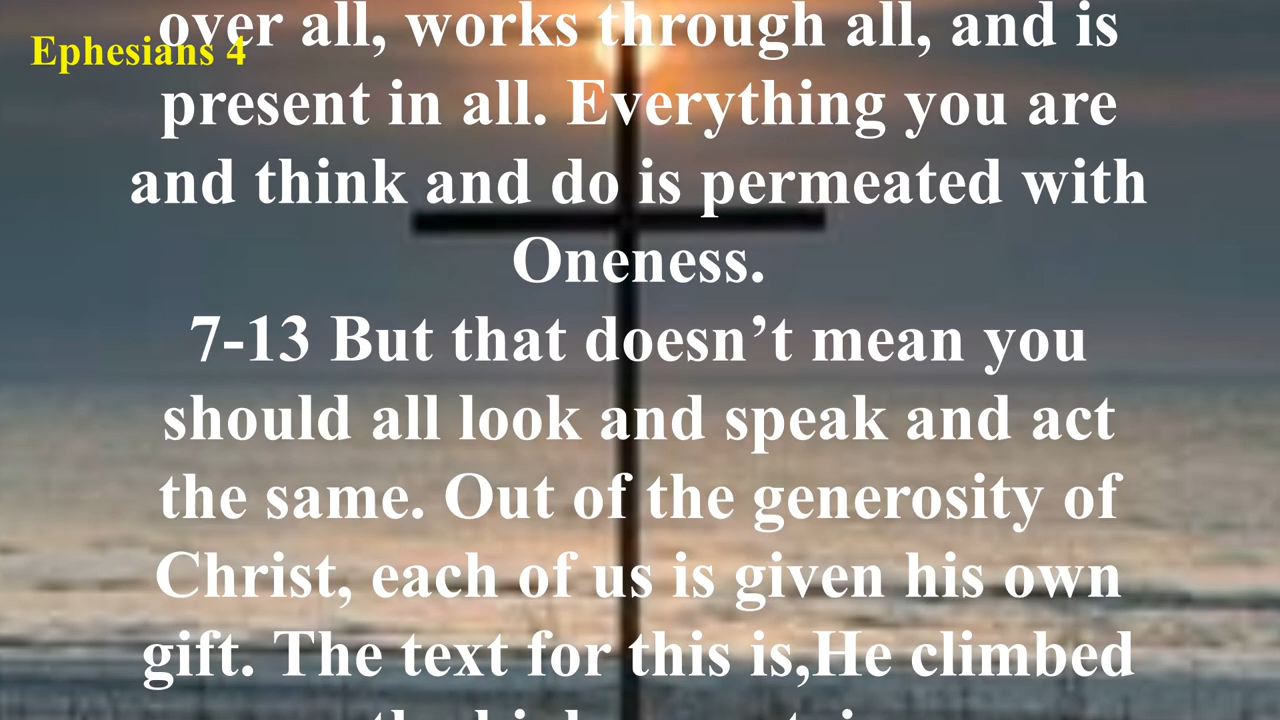 Ephesians 4
over all, works through all, and is
present in all. Everything you are
and think and do is permeated with
Oneness.
7-13 But that doesn’t mean you
should all look and speak and act
the same. Out of the generosity of
Christ, each of us is given his own
gift. The text for this is,He climbed